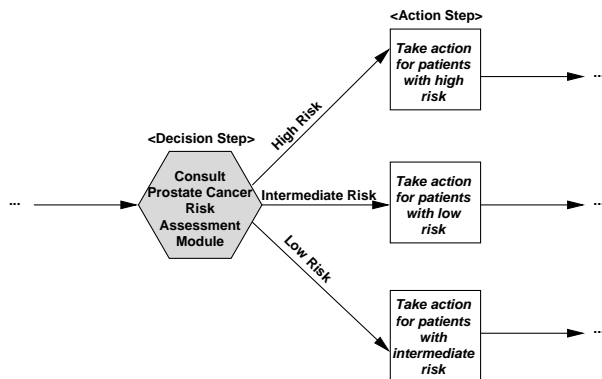 <Action Step>
Take action
for patients
with high
risk
...
High Risk
<Decision Step>
Consult
Prostate Cancer
Risk
Assessment
Module
...
Intermediate Risk
Take action
for patients
with low
risk
...
Low Risk
Take action
for patients
with
intermediate
risk
...